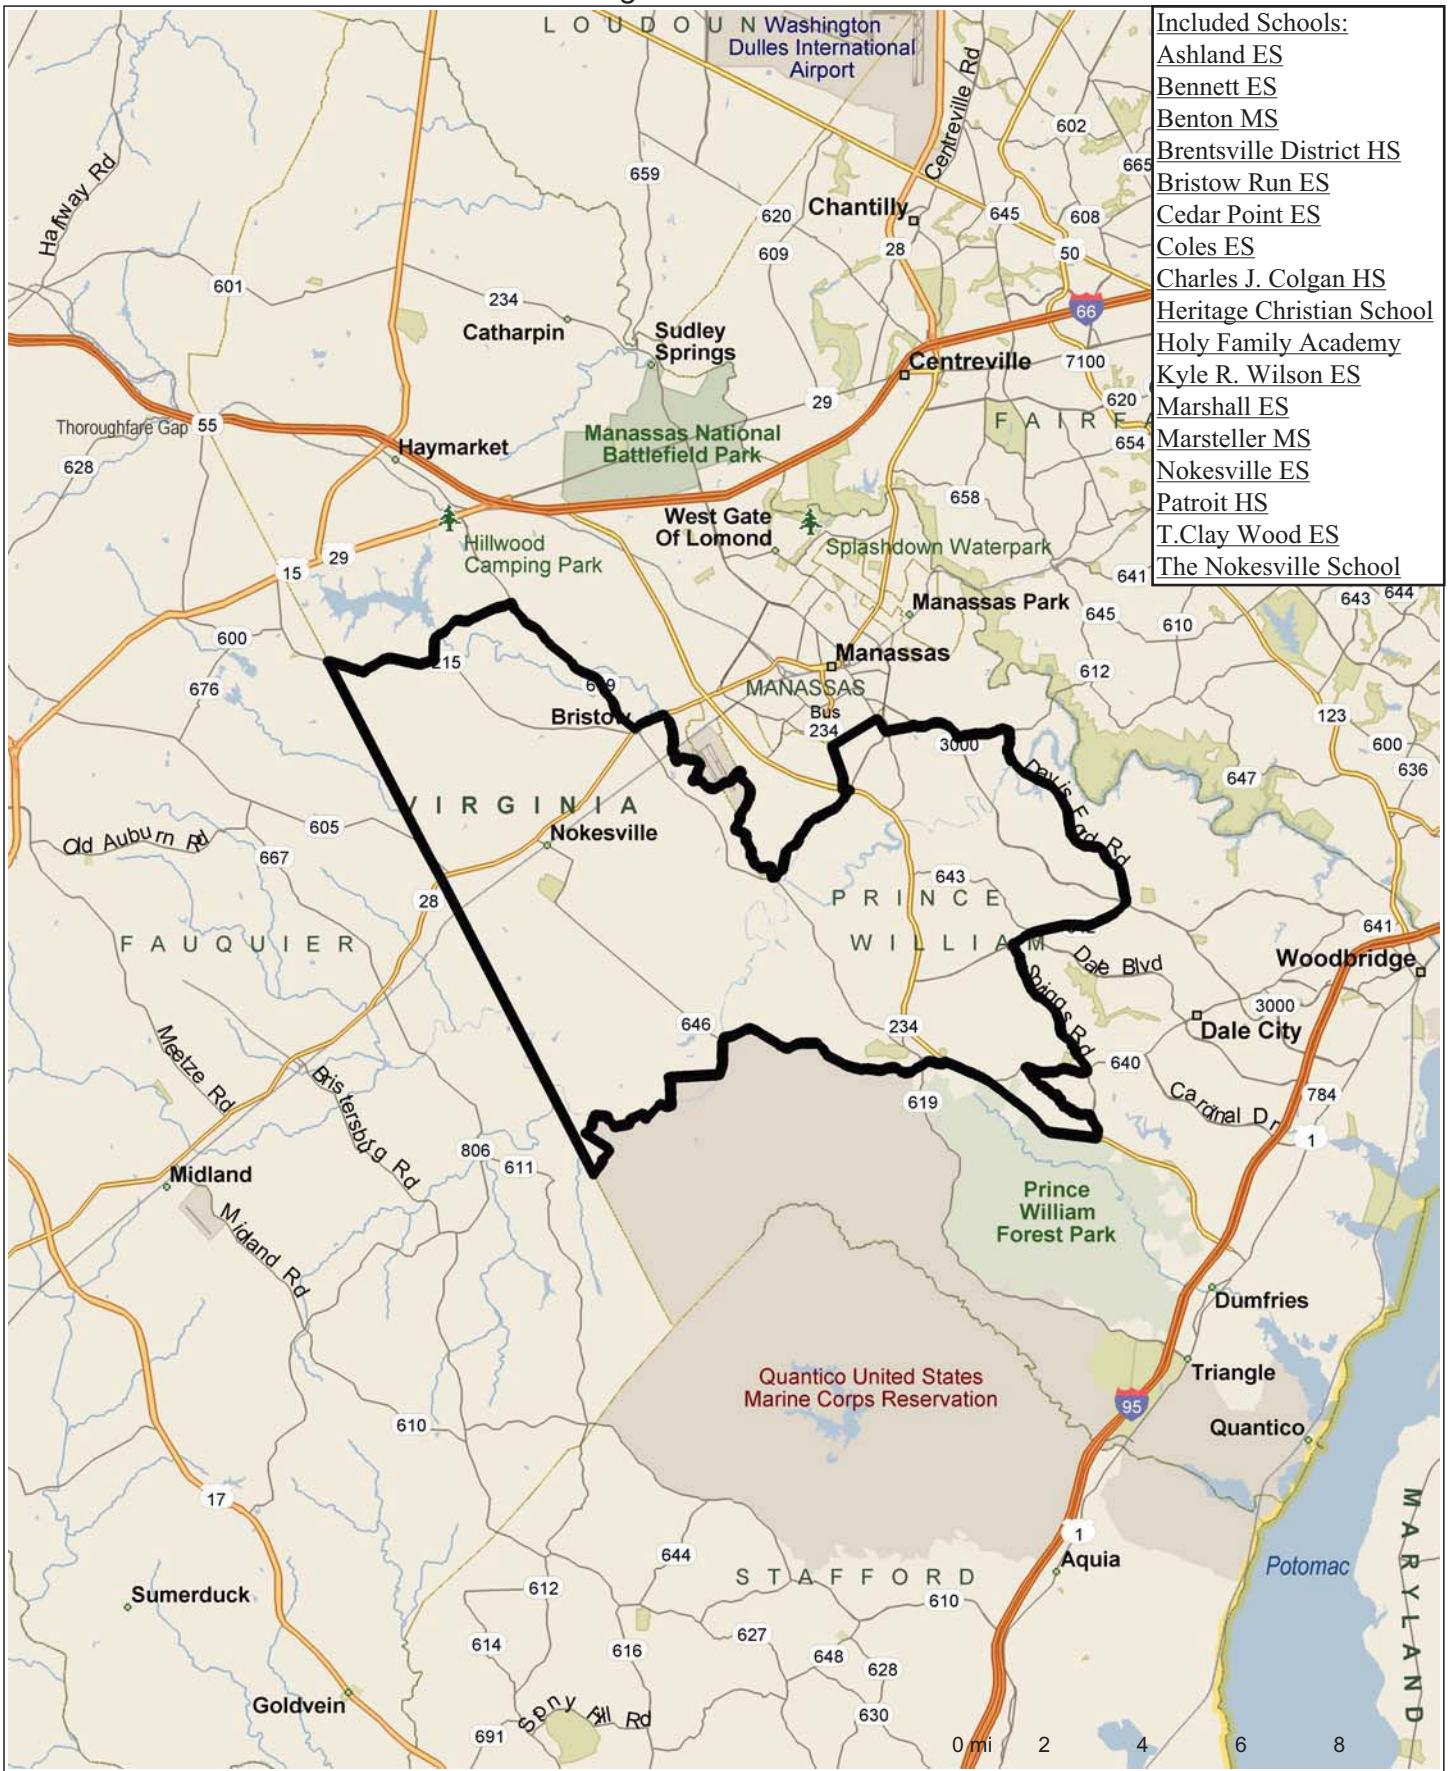 LOUDOUN
Washington
Dulles International
Airport
Included Schools:
Ashland ES
Bennett ES
Benton MS
Brentsville District HS
Bristow Run ES
Cedar Point ES
Coles ES
Charles J. Colgan HS
Heritage Christian School
Holy Family Academy
Kyle R. Wilson ES
Marshall ES
Marsteller MS
Nokesville ES
Patroit HS
T.Clay Wood ES
The Nokesville School
Centreville Rd
602
665
Halfway Rd
659
620
Chantilly
645
608
609
28
50
601
234
66
Catharpin
Sudley
Springs
Centreville
7100
29
620
Thoroughfare Gap
55
FAIRFA
654
Manassas National
Battlefield Park
Haymarket
628
658
West Gate
Of Lomond
Hillwood
Camping Park
Splashdown Waterpark
29
15
641
Manassas Park
643
644
645
610
600
Manassas
215
612
676
MANASSAS
Bristow
Bus
234
3000
123
600
636
647
Davis Ford Rd
VIRGINIA
Nokesville
Old Auburn Rd
605
667
643
28
PRINCE
WILLIAM
641
FAUQUIER
Woodbridge
Dale Blvd
Spriggs Rd
3000
646
234
Dale City
640
Meetze Rd
Bristersburg Rd
619
Cardinal Dr
784
1
806
611
Midland
Prince
William
Forest Park
Midland Rd
Dumfries
Quantico United States
Marine Corps Reservation
Triangle
95
610
Quantico
17
MARYLAND
1
644
Aquia
Potomac
612
STAFFORD
610
Sumerduck
614
616
627
648
628
Goldvein
630
691
0 mi 2 4 6 8